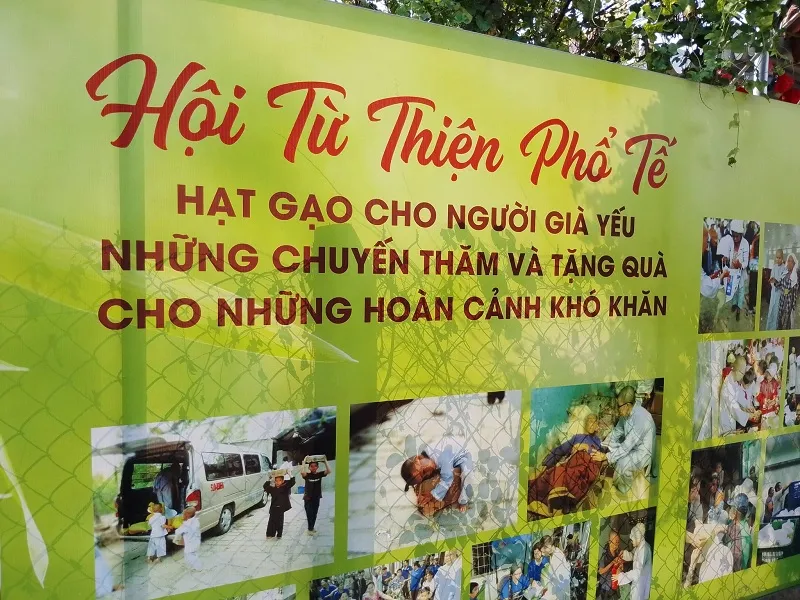 Hội Từ Thiện Phổ Tế
HẠT GẠO CHO NGƯỜI GIÀ YẾU
NHỮNG CHUYẾN THĂM VÀ TẶNG QUÀ
CHO NHỮNG HOÀN CẢNH KHÓ KHĂN